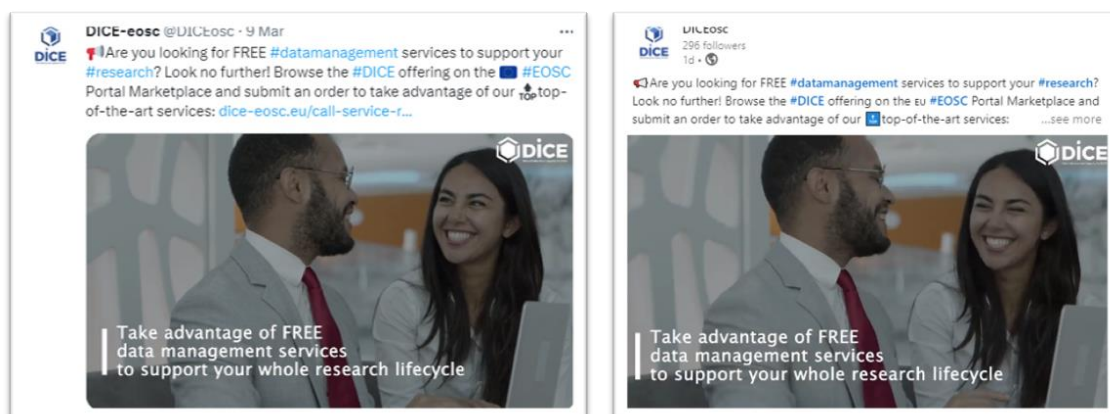 DICE-eosc @DICEosc · 9 Mar
DICE
📢Are you looking for FREE #datamanagement services to support your
#research? Look no further! Browse the #DICE offering on the 🇪🇺 #EOSC
Portal Marketplace and submit an order to take advantage of our 🔝top-
of-the-art services: dice-eosc.eu/call-service-r...
DICE
Take advantage of FREE
data management services
to support your whole research lifecycle
DICEosc
DICE
296 followers
1d •
📢Are you looking for FREE #datamanagement services to support your #research?
Look no further! Browse the #DICE offering on the EU #EOSC Portal Marketplace and
submit an order to take advantage of our 🔝top-of-the-art services: ...see more
DICE
Take advantage of FREE
data management services
to support your whole research lifecycle